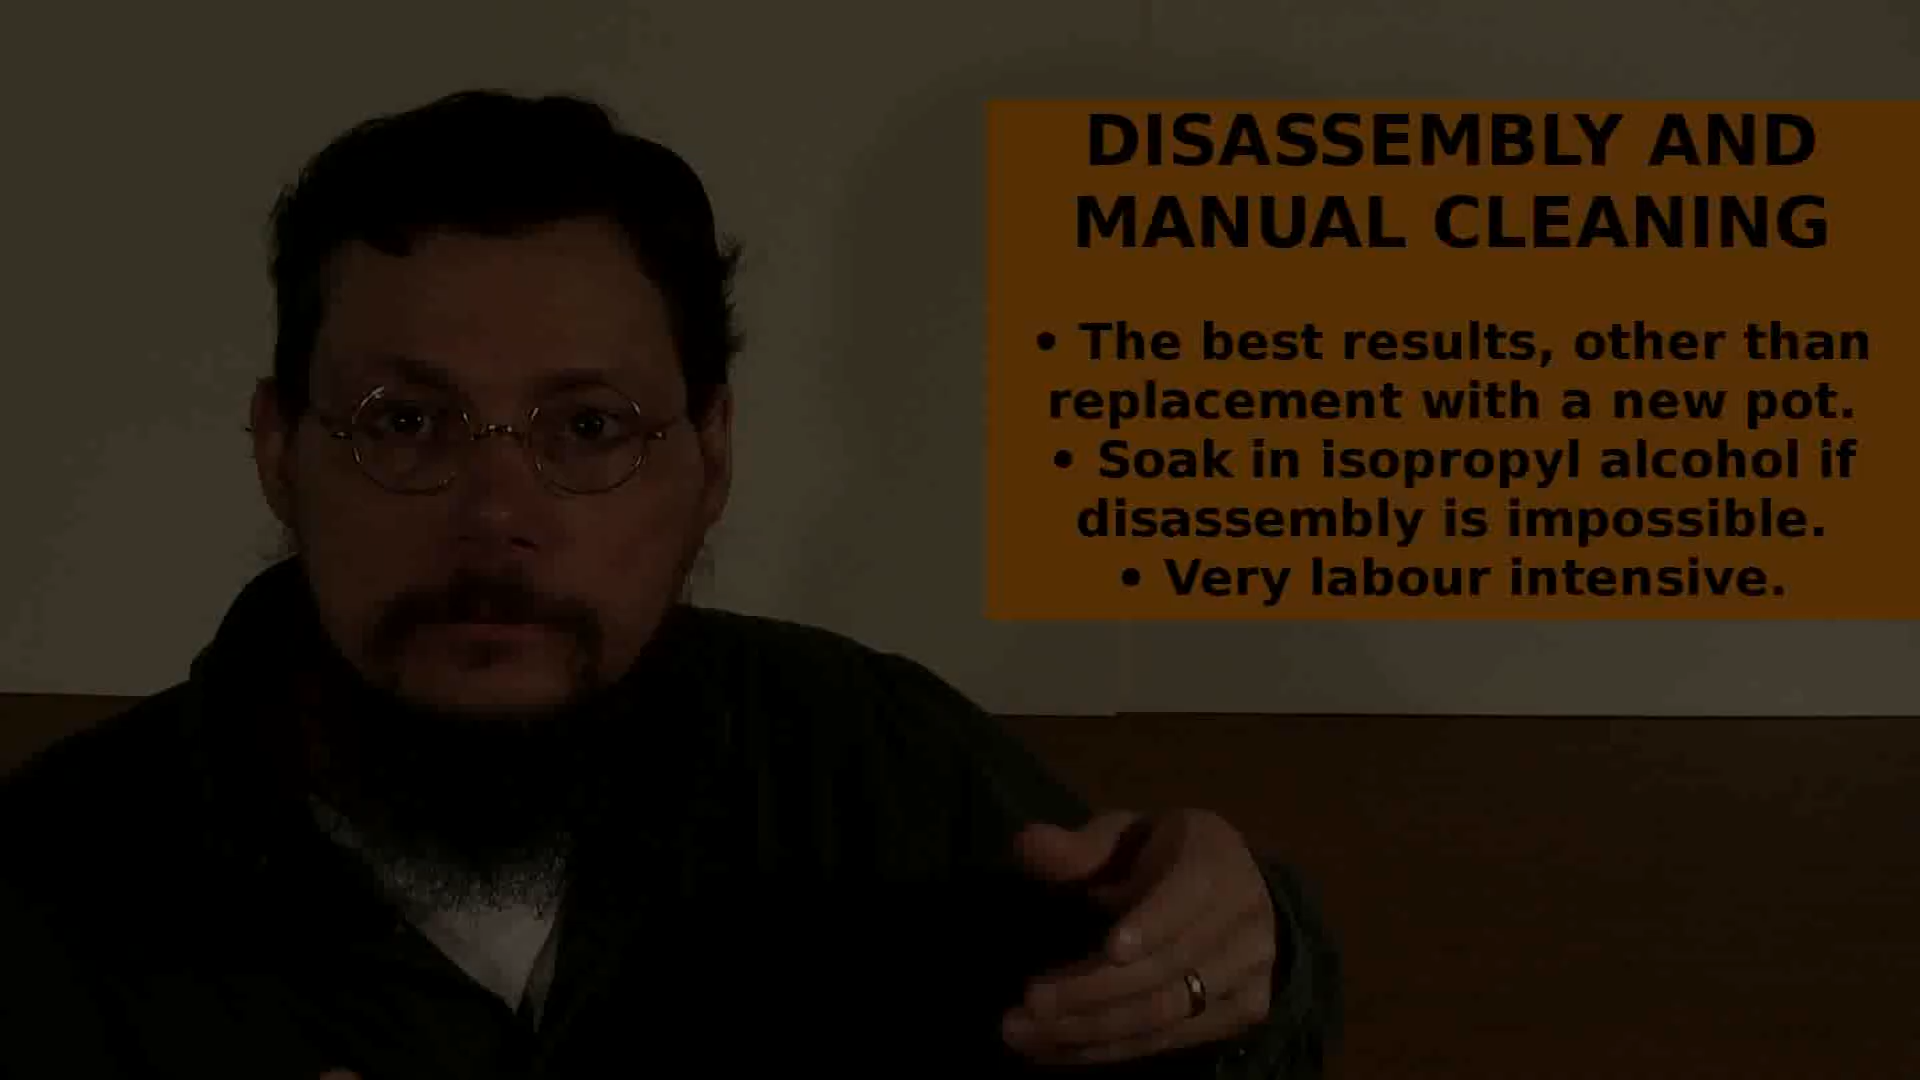 DISASSEMBLY AND
MANUAL CLEANING
• The best results, other than
replacement with a new pot.
• Soak in isopropyl alcohol if
disassembly is impossible.
• Very labour intensive.